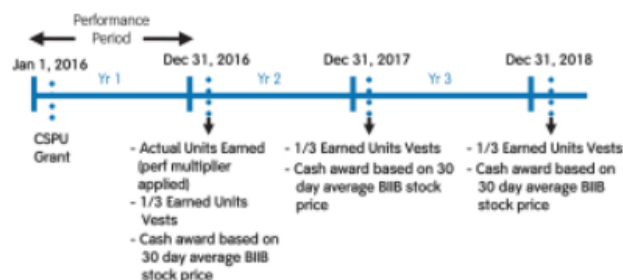 Performance
Period
Jan 1, 2016
Dec 31, 2016
Dec 31, 2017
Dec 31, 2018
Yr 1
Yr 2
Yr 3
CSPU
Grant
- Actual Units Earned
(perf multiplier
applied)
- 1/3 Earned Units
Vests
- Cash award based on
30 day average BIIB
stock price
- 1/3 Earned Units Vests
- Cash award based on 30
day average BIIB stock
price
- 1/3 Earned Units Vests
- Cash award based on
30 day average BIIB
stock price